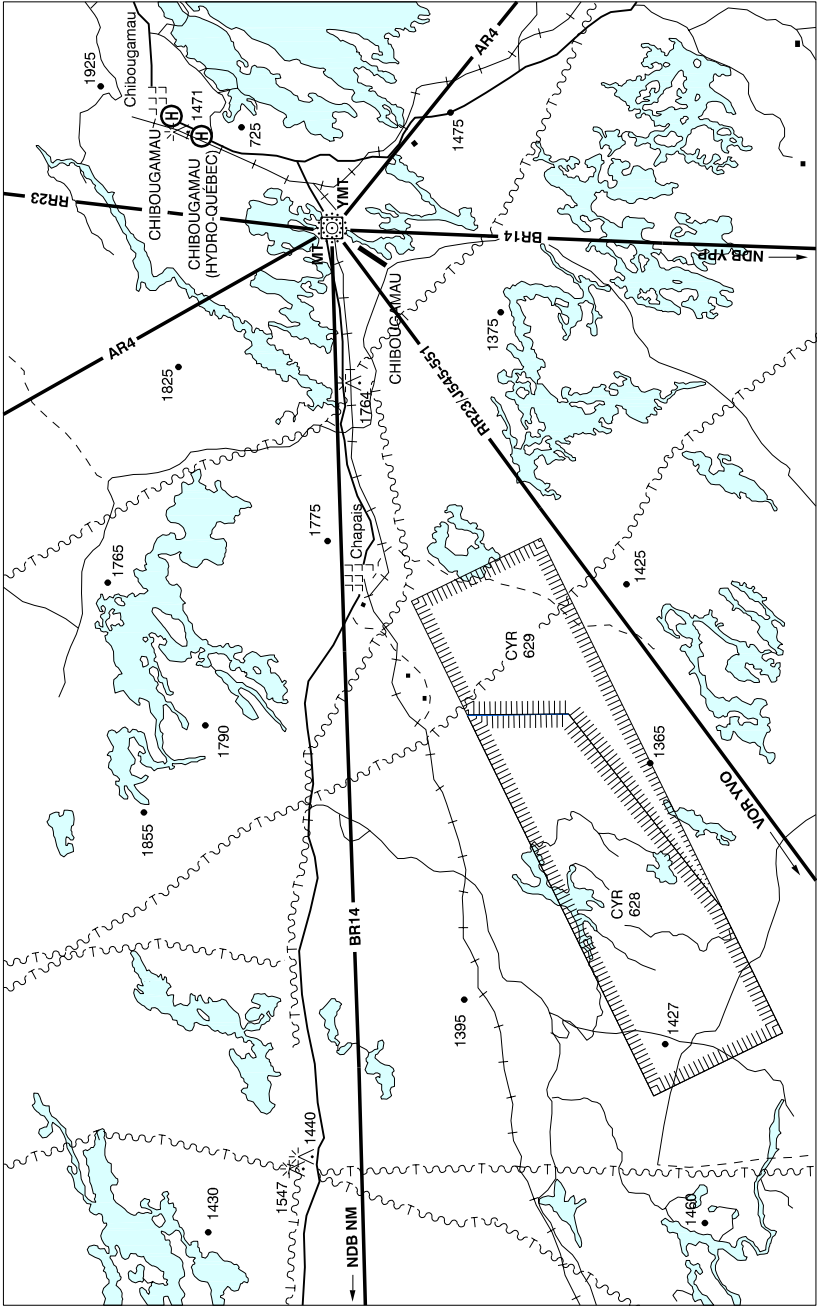 1925
Chibougamau
CHIBOUGAMAU
H
1471
H
CHIBOUGAMAU
(HYDRO-QUÉBEC)
725
RR23
AR4
1475
MT
YMT
AR4
BR14
NDB YPP
CHIBOUGAMAU
1825
1764
1375
RR23/J545-551
1775
Chapais
1765
1425
CYR
629
1790
1855
1365
VOR YVO
BR14
CYR
628
1395
1427
1440
1547
NDB NM
1430
1460